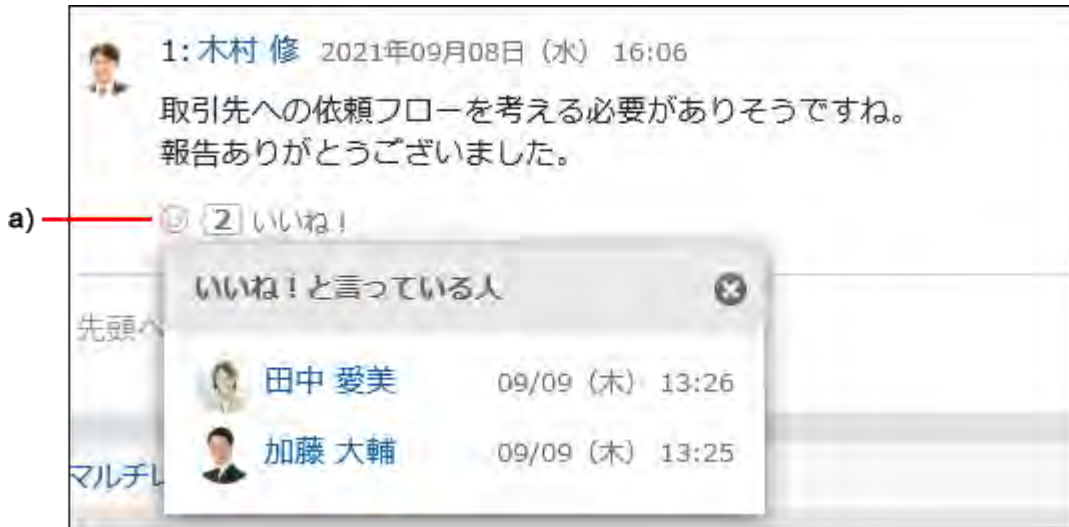 1: 木村 修 2021年09月08日（水） 16:06
取引先への依頼フローを考える必要がありそうですね。
報告ありがとうございました。
a) 2 いいね！
いいね！と言っている人
先頭へ
田中 愛美 09/09（木） 13:26
加藤 大輔 09/09（木） 13:25
マルチレ